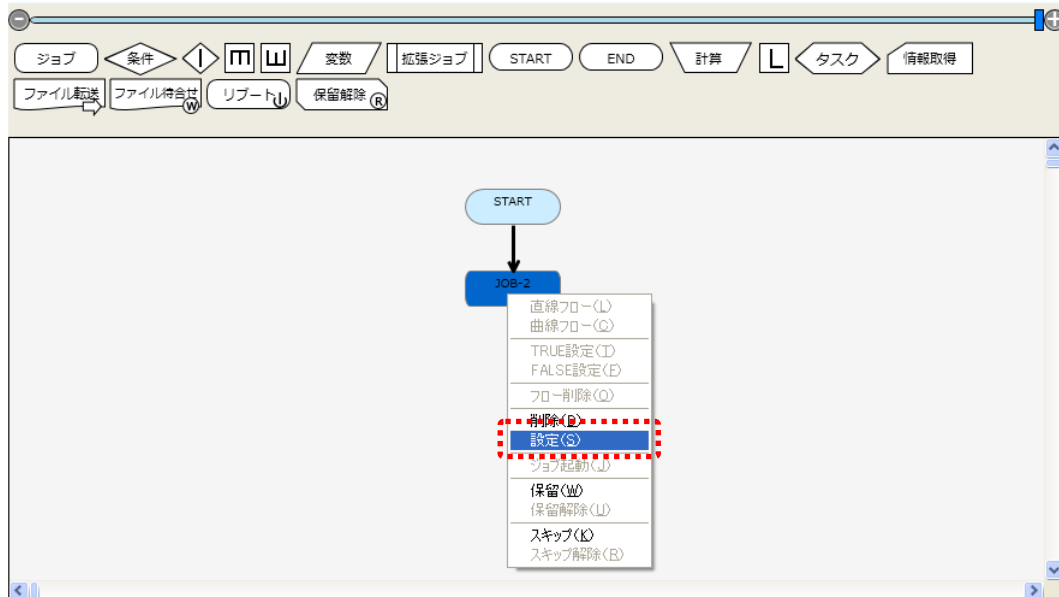 ジョブ 条件 I m ш 変数 拡張ジョブ START END 計算 L タスク 情報取得
ファイル転送 ファイル待合せ W リブート 保留解除 R
START
JOB-2
直線フロー(L)
曲線フロー(C)
TRUE設定(T)
FALSE設定(F)
フロー削除(O)
削除(D)
設定(S)
ジョブ起動(J)
保留(W)
保留解除(U)
スキップ(K)
スキップ解除(R)